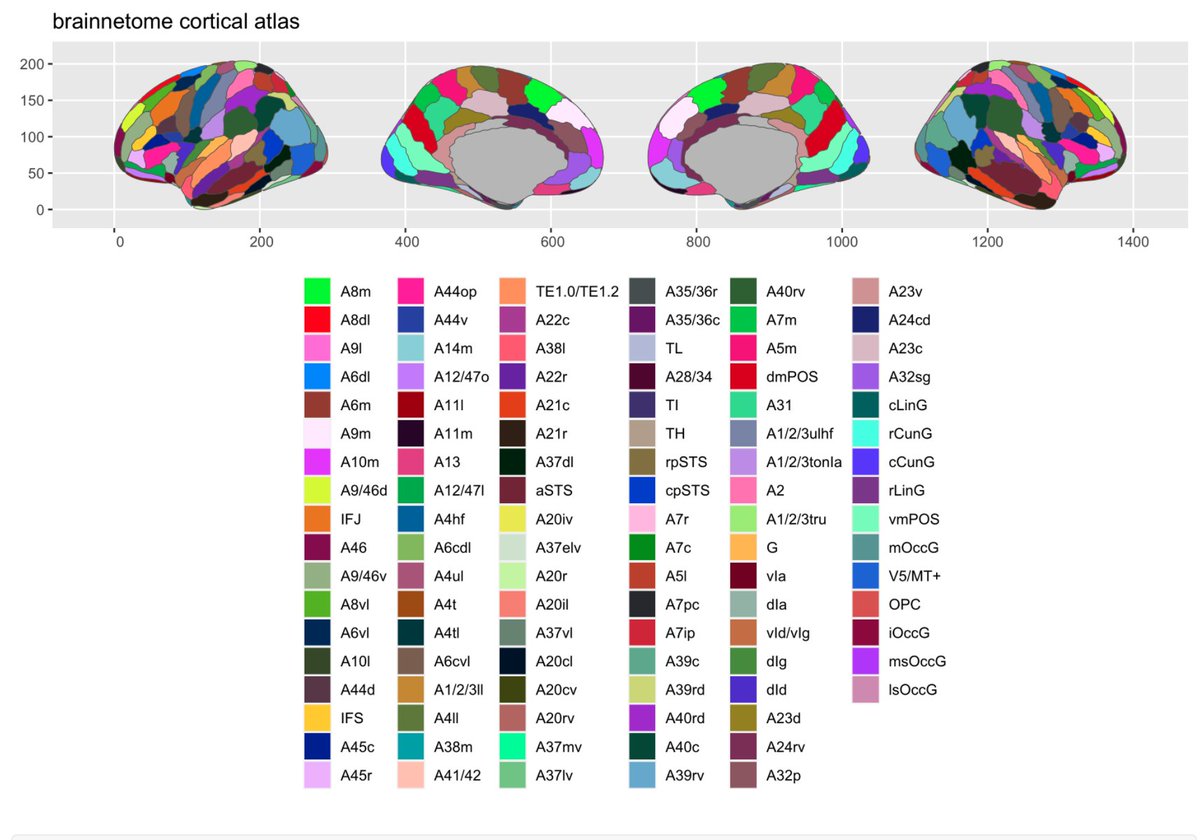 brainnetome cortical atlas
200
150
100
50
0
0 200 400 600 800 1000 1200 1400
A8m A44op TE1.0/TE1.2 A35/36r A40rv A23v
A8dl A44v A22c A35/36c A7m A24cd
A9l A14m A38l TL A5m A23c
A6dl A12/47o A22r A28/34 dmPOS A32sg
A6m A11l A21c TI A31 cLinG
A9m A11m A21r TH A1/2/3ulhf rCunG
A10m A13 A37dl rpSTS A1/2/3tonIa cCunG
A9/46d A12/47l aSTS cpSTS A2 rLinG
IFJ A4hf A20iv A7r A1/2/3tru vmPOS
A46 A6cdl A37elv A7c G mOccG
A9/46v A4ul A20r A5l vIa V5/MT+
A8vl A4t A20il A7pc dIa OPC
A6vl A4tl A37vl A7ip vId/vIg iOccG
A10l A6cvl A20cl A39c dIg msOccG
A44d A1/2/3ll A20cv A39rd dId lsOccG
IFS A4ll A20rv A40rd A23d
A45c A38m A37mv A40c A24rv
A45r A41/42 A37lv A39rv A32p